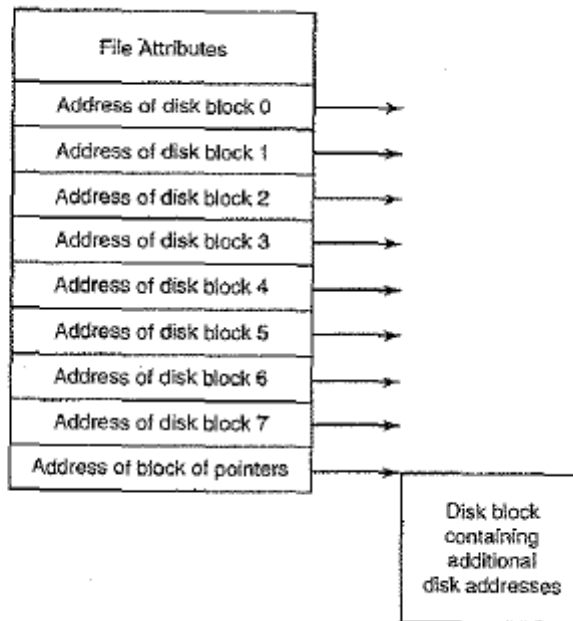 File Attributes
Address of disk block 0
Address of disk block 1
Address of disk block 2
Address of disk block 3
Address of disk block 4
Address of disk block 5
Address of disk block 6
Address of disk block 7
Address of block of pointers
Disk block
containing
additional
disk addresses